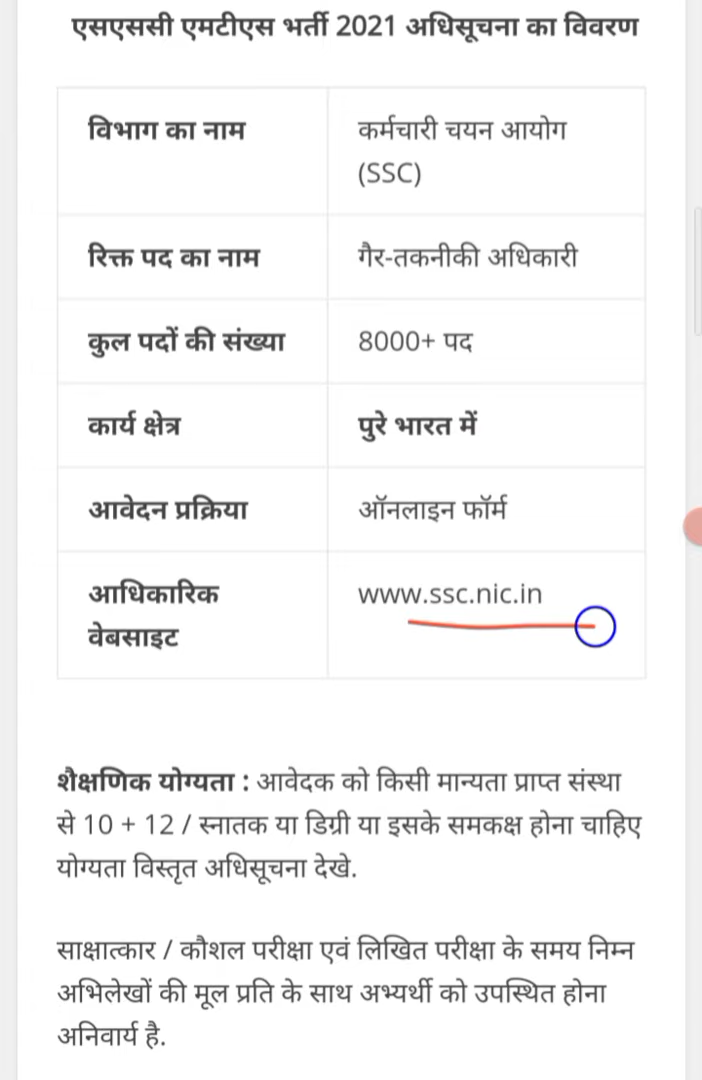 एसएससी एमटीएस भर्ती 2021 अधिसूचना का विवरण
विभाग का नाम
कर्मचारी चयन आयोग
(SSC)
रिक्त पद का नाम
गैर-तकनीकी अधिकारी
कुल पदों की संख्या
8000+ पद
कार्य क्षेत्र
पुरे भारत में
आवेदन प्रक्रिया
ऑनलाइन फॉर्म
आधिकारिक
वेबसाइट
www.ssc.nic.in
शैक्षणिक योग्यता : आवेदक को किसी मान्यता प्राप्त संस्था
से 10 + 12 / स्नातक या डिग्री या इसके समकक्ष होना चाहिए
योग्यता विस्तृत अधिसूचना देखे.
साक्षात्कार / कौशल परीक्षा एवं लिखित परीक्षा के समय निम्न
अभिलेखों की मूल प्रति के साथ अभ्यर्थी को उपस्थित होना
अनिवार्य है.